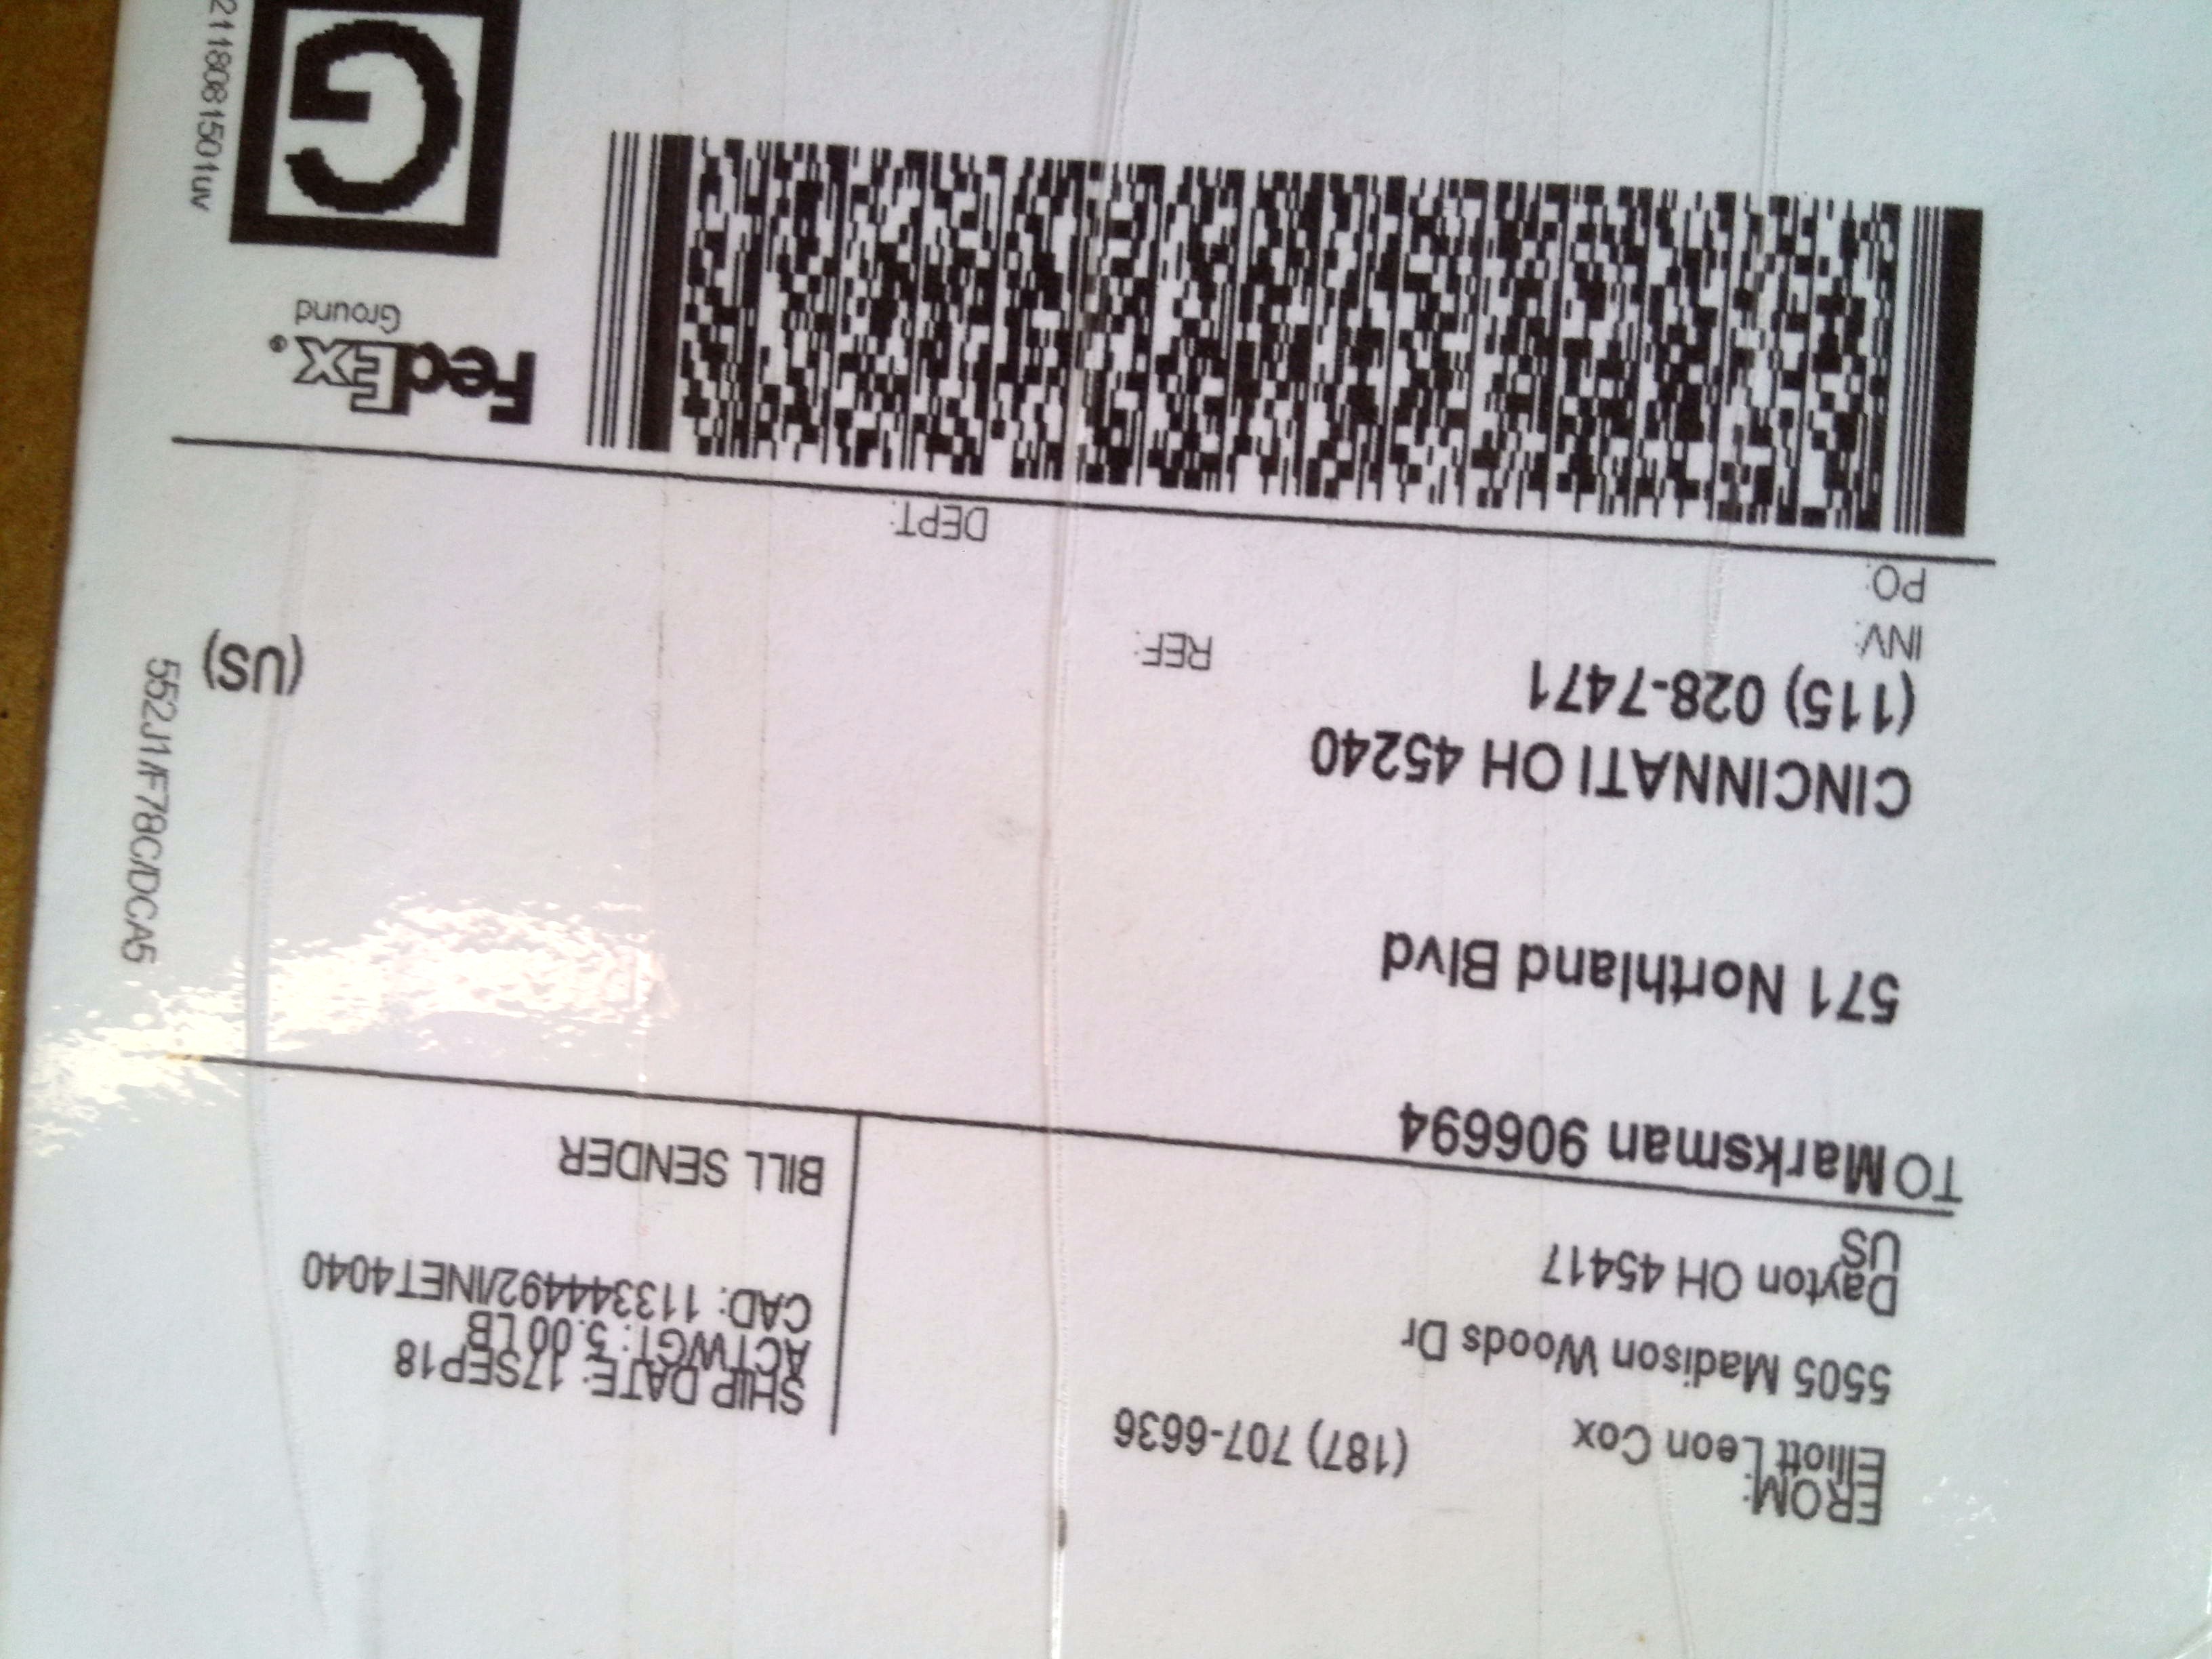 FROM:
Elliott Leon Cox (187) 707-6636
5505 Madison Woods Dr
Dayton OH 45417
US
SHIP DATE: 17SEP18
ACTWGT: 5.00 LB
CAD: 113344492/INET4040
BILL SENDER
TO Marksman 906694
571 Northland Blvd
CINCINNATI OH 45240
(US)
(115) 028-7471
INV:
REF:
PO:
DEPT:
552J1/F78C/DCA5
FedEx®
Ground
G